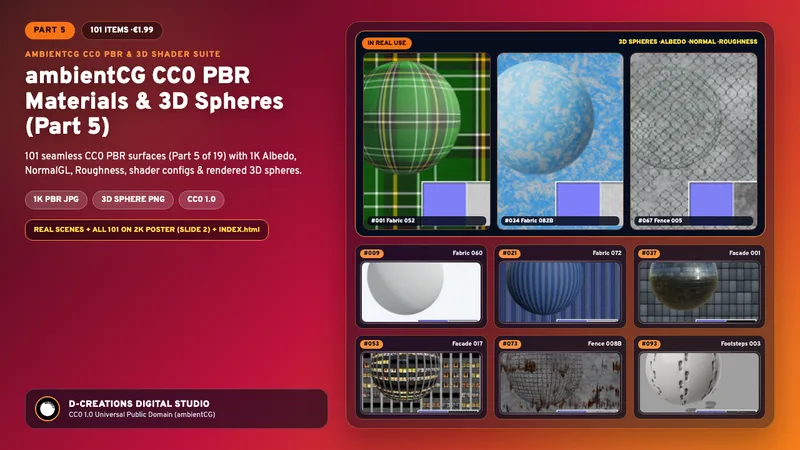 PART 5
101 ITEMS · €1.99
AMBIENTCG CC0 PBR & 3D SHADER SUITE
ambientCG CC0 PBR
Materials & 3D Spheres
(Part 5)
101 seamless CC0 PBR surfaces (Part 5 of 19) with 1K Albedo,
NormalGL, Roughness, shader configs & rendered 3D spheres.
1K PBR JPG
3D SPHERE PNG
CC0 1.0
REAL SCENES + ALL 101 ON 2K POSTER (SLIDE 2) + INDEX.html
D-CREATIONS DIGITAL STUDIO
CC0 1.0 Universal Public Domain (ambientCG)
IN REAL USE
3D SPHERES · ALBEDO · NORMAL · ROUGHNESS
#001 Fabric 052
#034 Fabric 082B
#067 Fence 005
#009
Fabric 060
#021
Fabric 072
#037
Facade 001
#053
Facade 017
#073
Fence 008B
#093
Footsteps 003